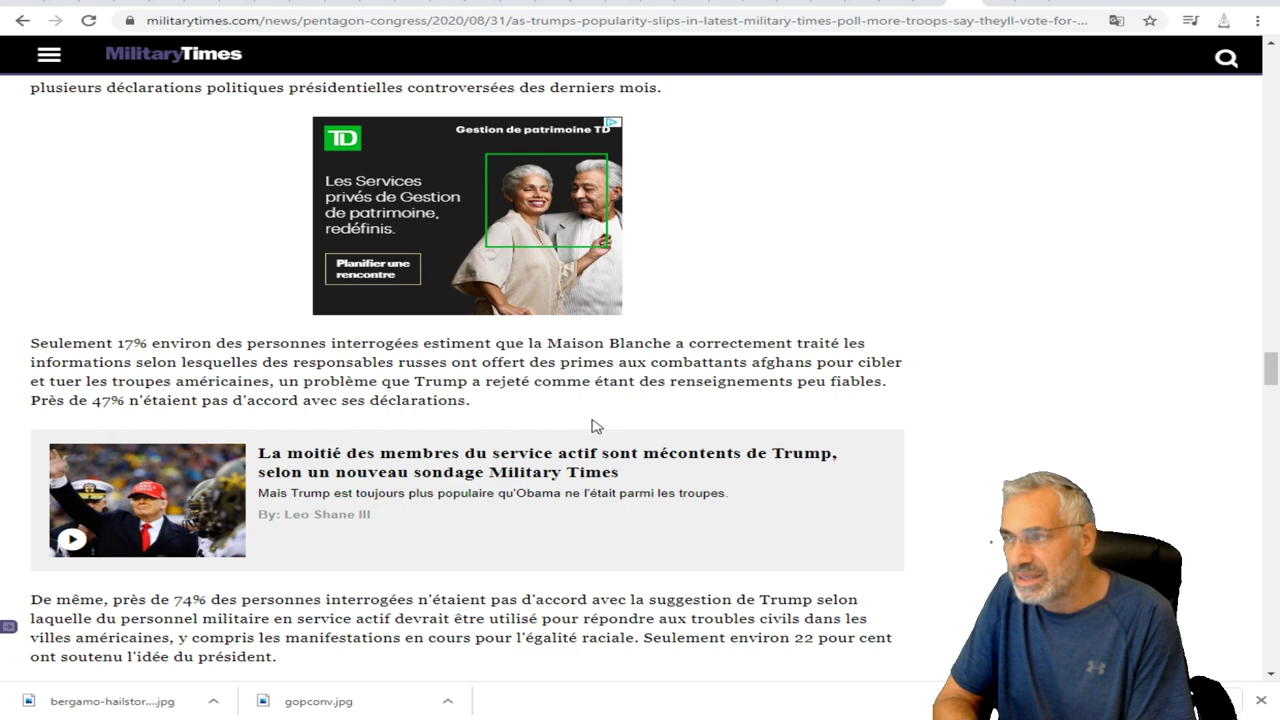 militarytimes.com/news/pentagon-congress/2020/08/31/as-trumps-popularity-slips-in-latest-military-times-poll-more-troops-say-theyll-vote-for-...
MilitaryTimes
plusieurs déclarations politiques présidentielles controversées des derniers mois.
TD
Gestion de patrimoine TD
Les Services
privés de Gestion
de patrimoine,
redéfinis.
Planifier une
rencontre
Seulement 17% environ des personnes interrogées estiment que la Maison Blanche a correctement traité les
informations selon lesquelles des responsables russes ont offert des primes aux combattants afghans pour cibler
et tuer les troupes américaines, un problème que Trump a rejeté comme étant des renseignements peu fiables.
Près de 47% n'étaient pas d'accord avec ses déclarations.
La moitié des membres du service actif sont mécontents de Trump,
selon un nouveau sondage Military Times
Mais Trump est toujours plus populaire qu'Obama ne l'était parmi les troupes.
By: Leo Shane III
De même, près de 74% des personnes interrogées n'étaient pas d'accord avec la suggestion de Trump selon
laquelle du personnel militaire en service actif devrait être utilisé pour répondre aux troubles civils dans les
villes américaines, y compris les manifestations en cours pour l'égalité raciale. Seulement environ 22 pour cent
ont soutenu l'idée du président.
bergamo-hailstor....jpg
gopconv.jpg